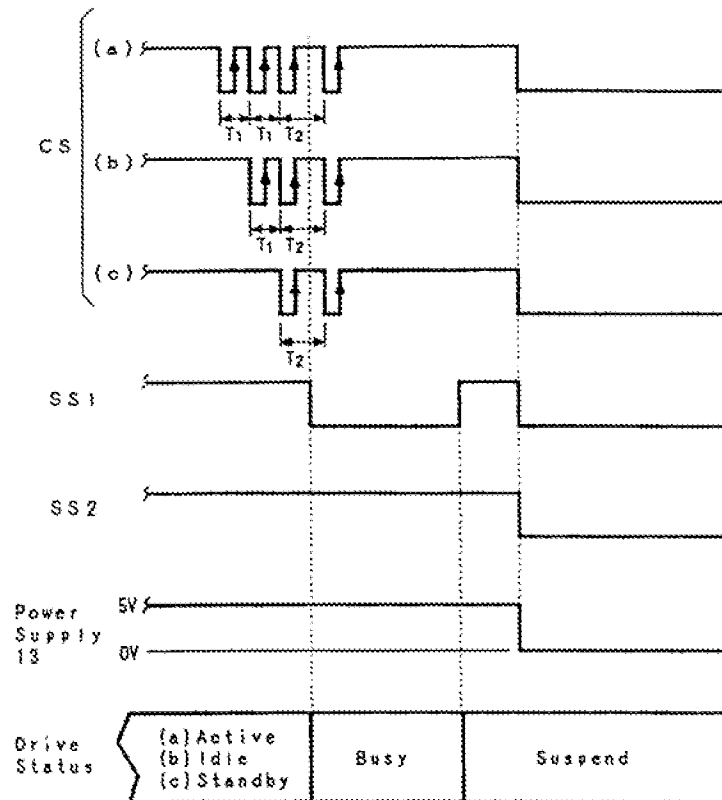 CS
(a)
T1 T1 T2
(b)
T1 T2
(c)
T2
SS1
SS2
Power
Supply
13
5V
0V
Drive
Status
(a)Active
(b)Idle
(c)Standby
Busy
Suspend